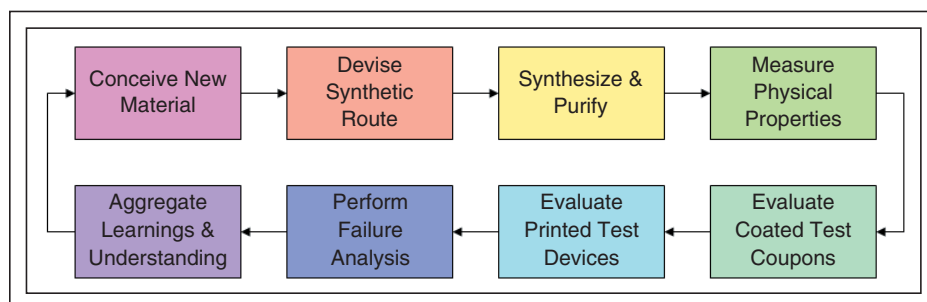 Conceive New
Material
Devise
Synthetic
Route
Synthesize &
Purify
Measure
Physical
Properties
Aggregate
Learnings &
Understanding
Perform
Failure
Analysis
Evaluate
Printed Test
Devices
Evaluate
Coated Test
Coupons